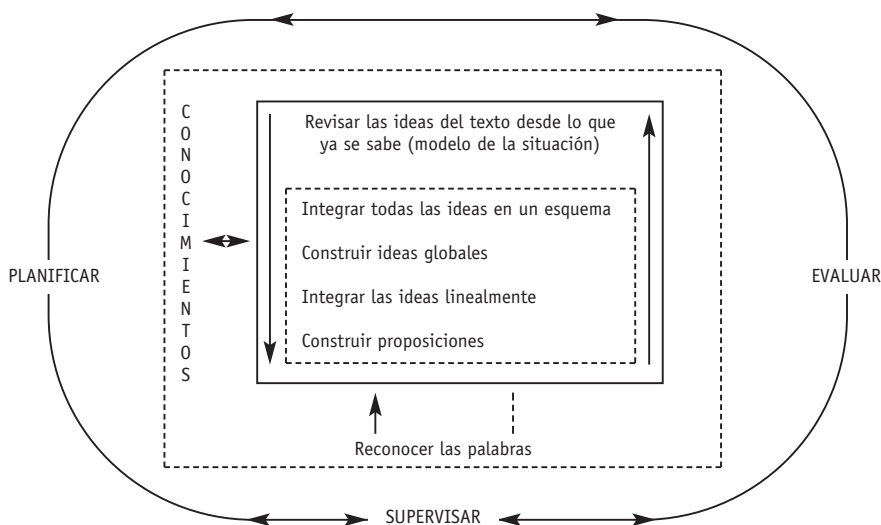 CONOCIMIENTOS
Revisar las ideas del texto desde lo que
ya se sabe (modelo de la situación)
Integrar todas las ideas en un esquema
Construir ideas globales
PLANIFICAR
EVALUAR
Integrar las ideas linealmente
Construir proposiciones
Reconocer las palabras
SUPERVISAR